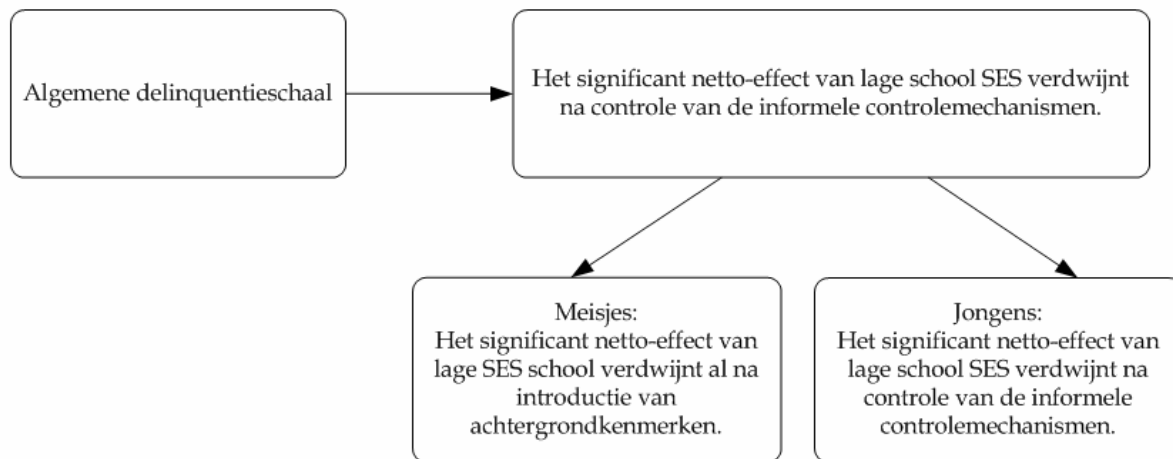 Algemene delinquentieschaal
Het significant netto-effect van lage school SES verdwijnt
na controle van de informele controlemechanismen.
Meisjes:
Het significant netto-effect van
lage SES school verdwijnt al na
introductie van
achtergrondkenmerken.
Jongens:
Het significant netto-effect van
lage school SES verdwijnt na
controle van de informele
controlemechanismen.